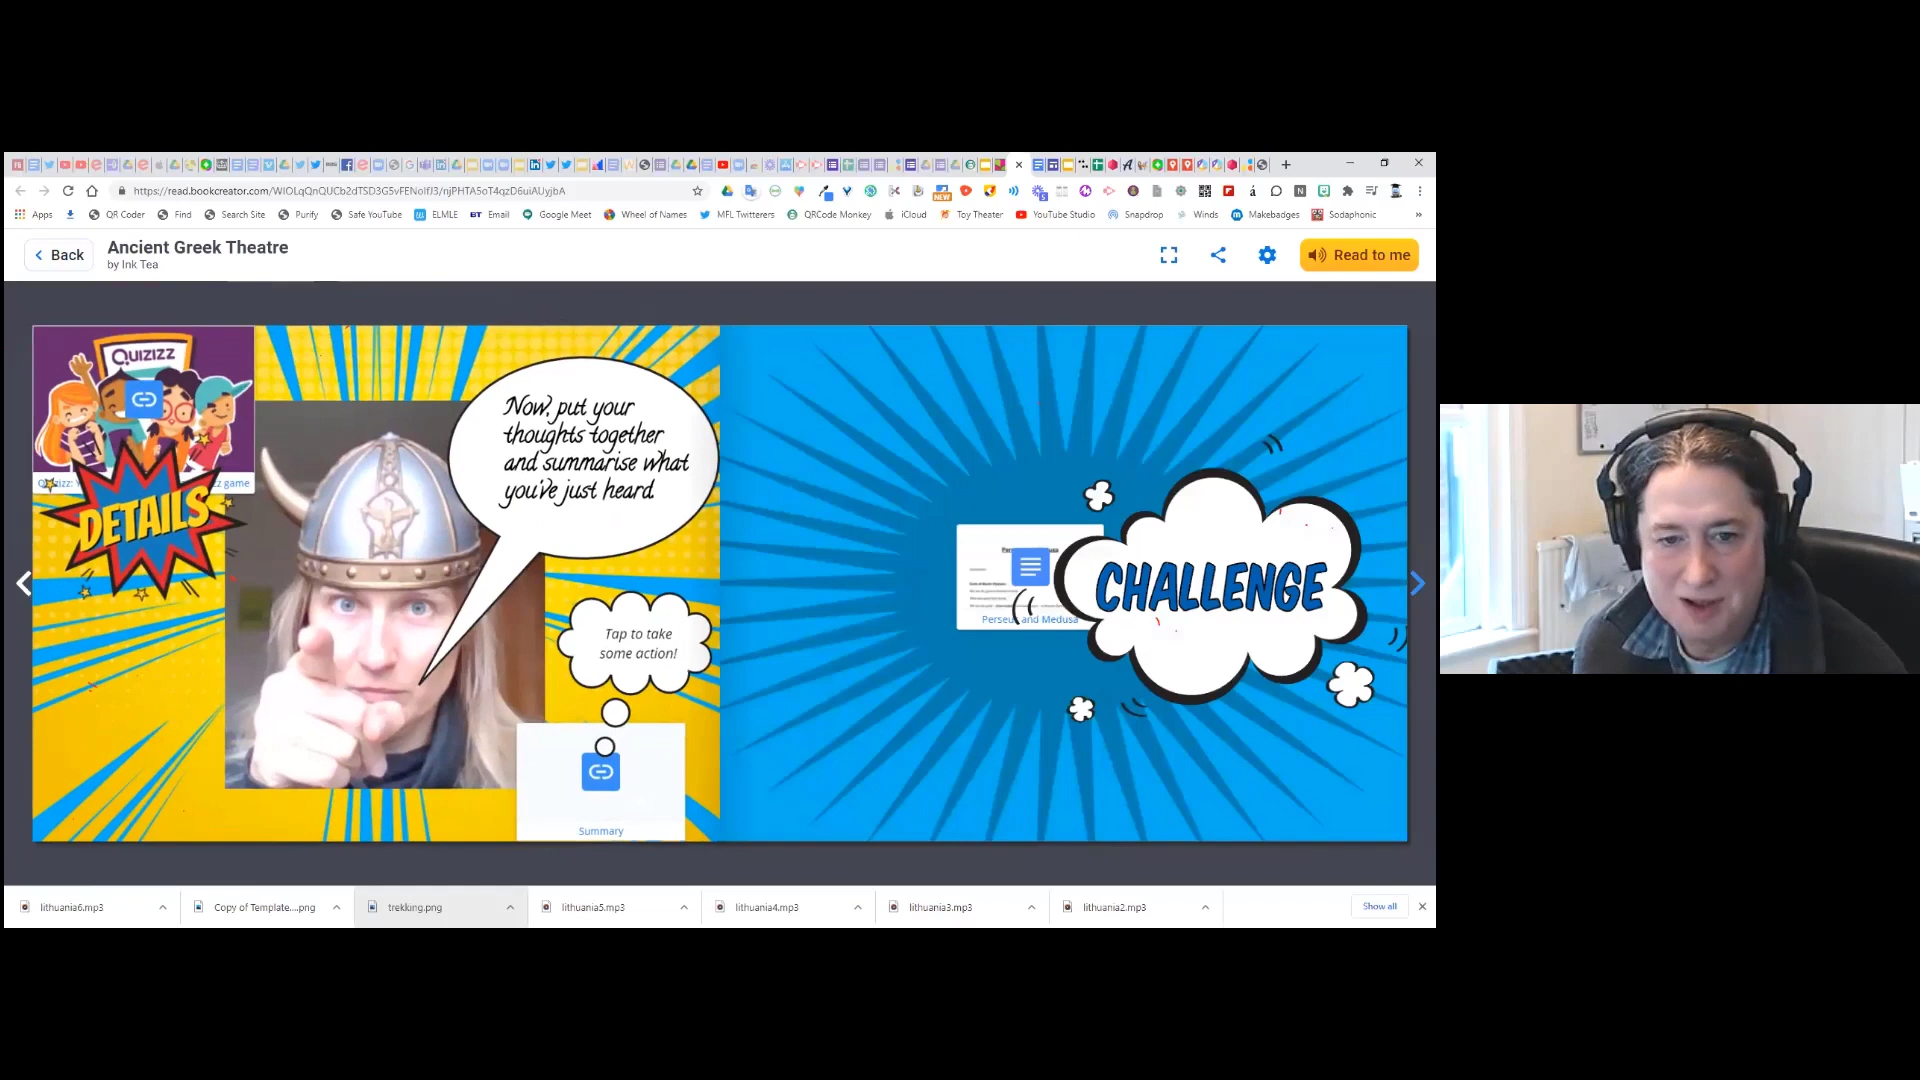 https://read.bookcreator.com/WIOLqQnQUCb2dTSD3G5vFENolfJ3/njPHTA5oT4qzD6uiAUyjbA
NEW
Apps
QR Coder
Find
Search Site
Purify
Safe YouTube
ELMLE
BT Email
Google Meet
Wheel of Names
MFL Twitterers
QRCode Monkey
iCloud
Toy Theater
YouTube Studio
Snapdrop
Winds
Makebadges
Sodaphonic
Back
Ancient Greek Theatre
by Ink Tea
Read to me
QUIZIZZ
zz game
DETAILS
Now, put your
thoughts together
and summarise what
you've just heard
Tap to take
some action!
Summary
Perseus and Medusa
CHALLENGE
lithuania6.mp3
Copy of Template....png
trekking.png
lithuania5.mp3
lithuania4.mp3
lithuania3.mp3
lithuania2.mp3
Show all